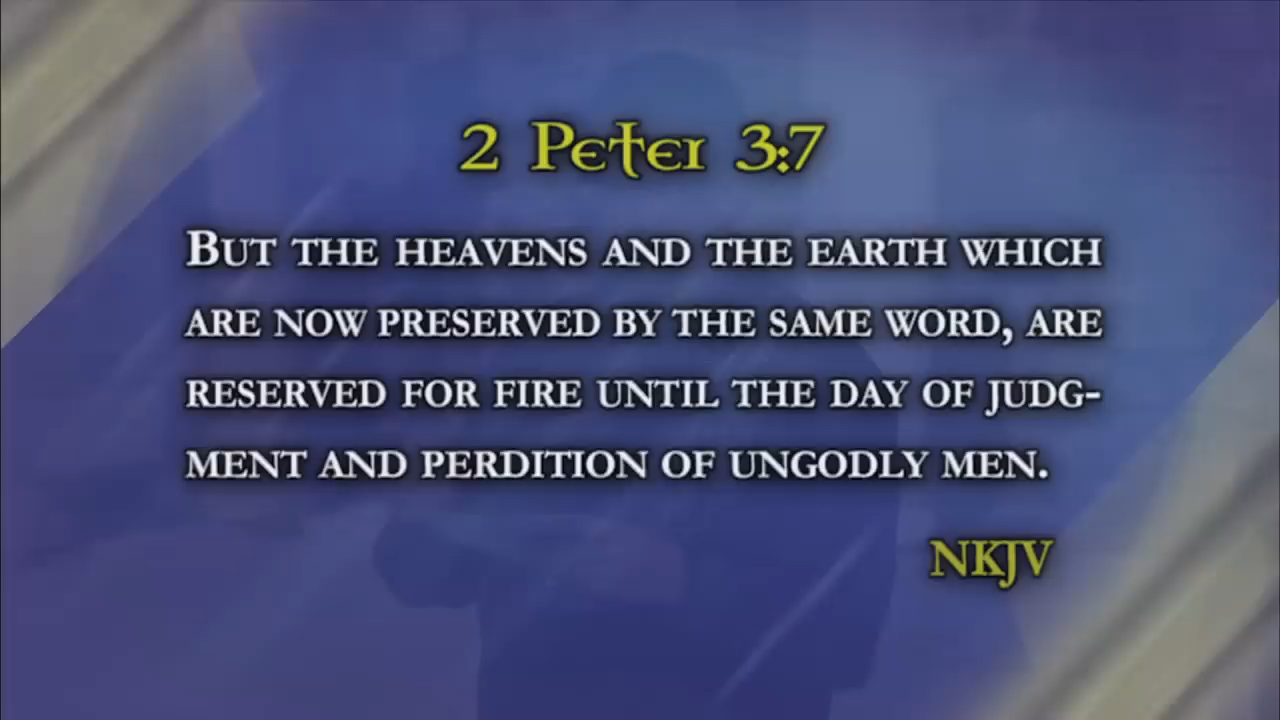 2 Peter 3:7
But the heavens and the earth which
are now preserved by the same word, are
reserved for fire until the day of judg-
ment and perdition of ungodly men.
NKJV